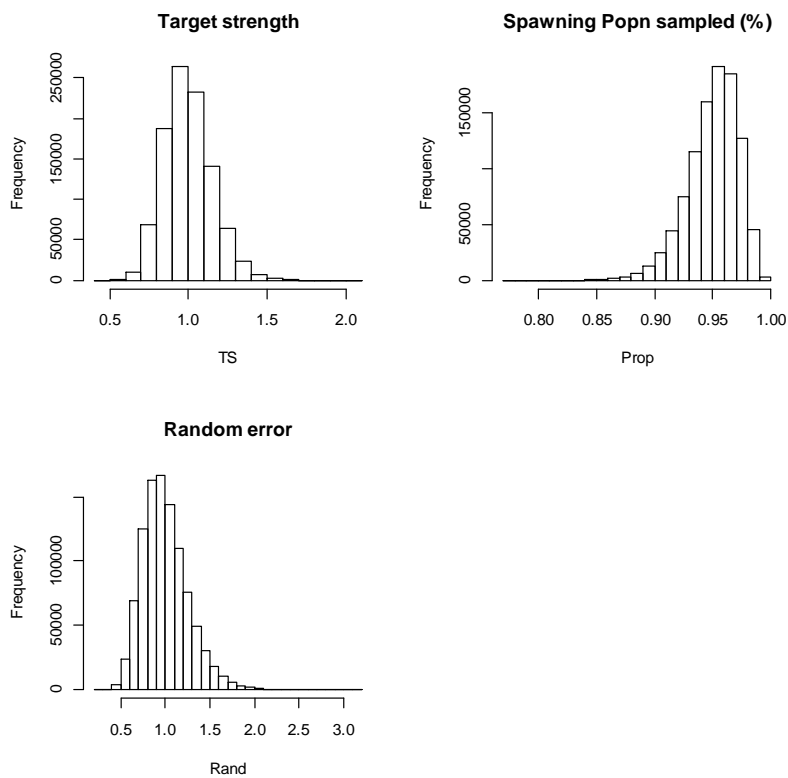 Target strength
Frequency
0 50000 150000 250000
0.5 1.0 1.5 2.0
TS
Spawning Popn sampled (%)
Frequency
0 50000 150000
0.80 0.85 0.90 0.95 1.00
Prop
Random error
Frequency
0 50000 100000
0.5 1.0 1.5 2.0 2.5 3.0
Rand